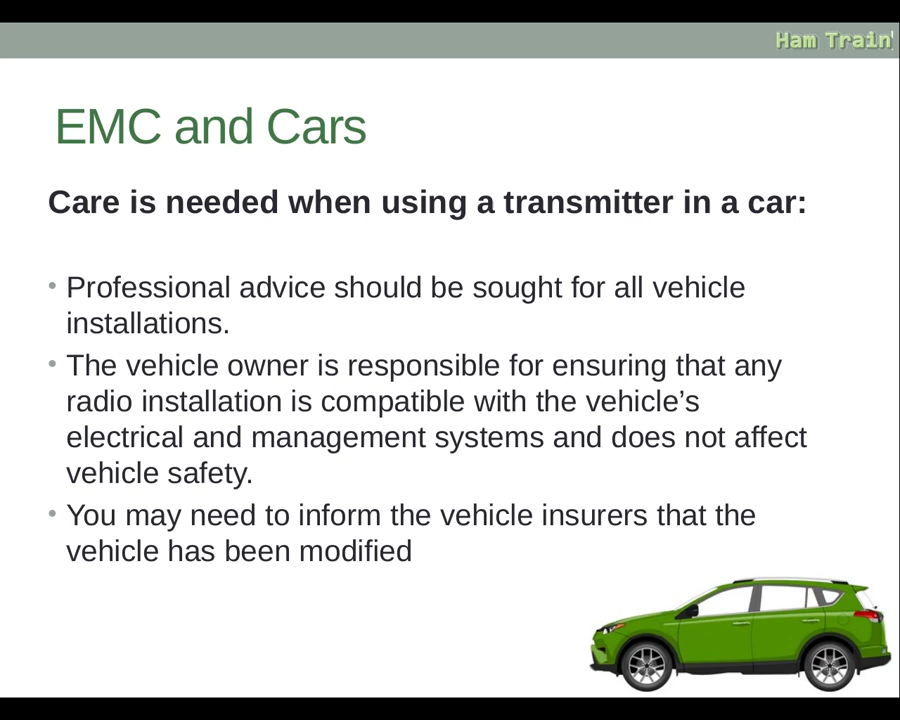 Ham Train
EMC and Cars
Care is needed when using a transmitter in a car:
• Professional advice should be sought for all vehicle
installations.
• The vehicle owner is responsible for ensuring that any
radio installation is compatible with the vehicle’s
electrical and management systems and does not affect
vehicle safety.
• You may need to inform the vehicle insurers that the
vehicle has been modified